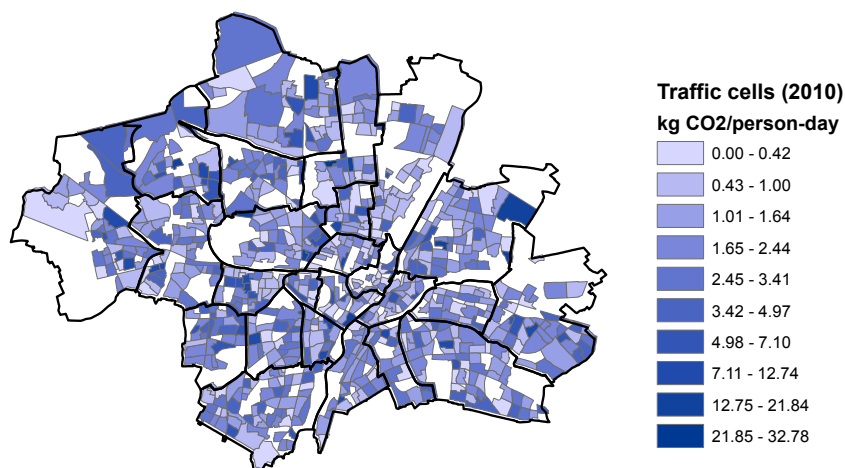 Traffic cells (2010)
kg CO2/person-day
0.00 - 0.42
0.43 - 1.00
1.01 - 1.64
1.65 - 2.44
2.45 - 3.41
3.42 - 4.97
4.98 - 7.10
7.11 - 12.74
12.75 - 21.84
21.85 - 32.78